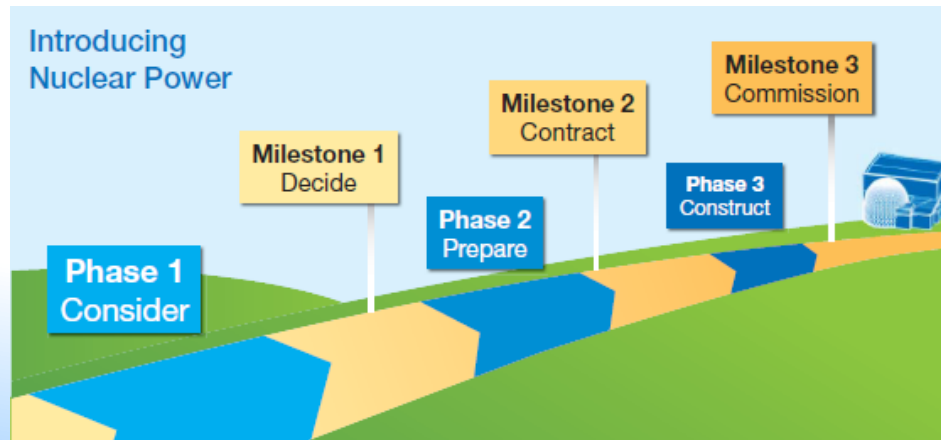 Introducing
Nuclear Power
Phase 1
Consider
Milestone 1
Decide
Phase 2
Prepare
Milestone 2
Contract
Phase 3
Construct
Milestone 3
Commission